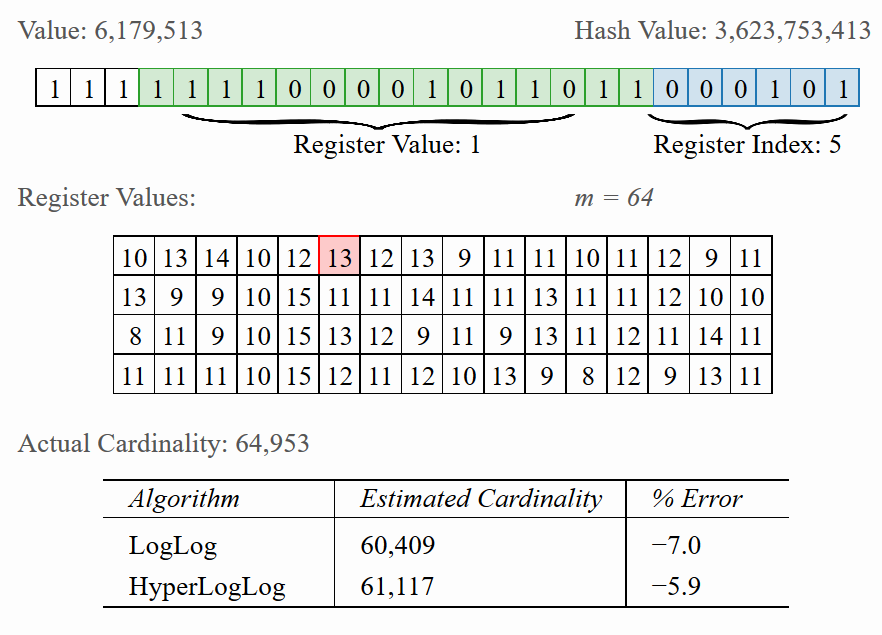 Value: 6,179,513 Hash Value: 3,623,753,413
1 1 1 1 1 1 1 0 0 0 0 1 0 1 1 0 1 1 0 0 0 1 0 1
Register Value: 1 Register Index: 5
Register Values: m = 64
10 13 14 10 12 13 12 13 9 11 11 10 11 12 9 11
13 9 9 10 15 11 11 14 11 11 13 11 11 12 10 10
8 11 9 10 15 13 12 9 11 9 13 11 12 11 14 11
11 11 11 10 15 12 11 12 10 13 9 8 12 9 13 11
Actual Cardinality: 64,953
Algorithm Estimated Cardinality % Error
LogLog 60,409 −7.0
HyperLogLog 61,117 −5.9